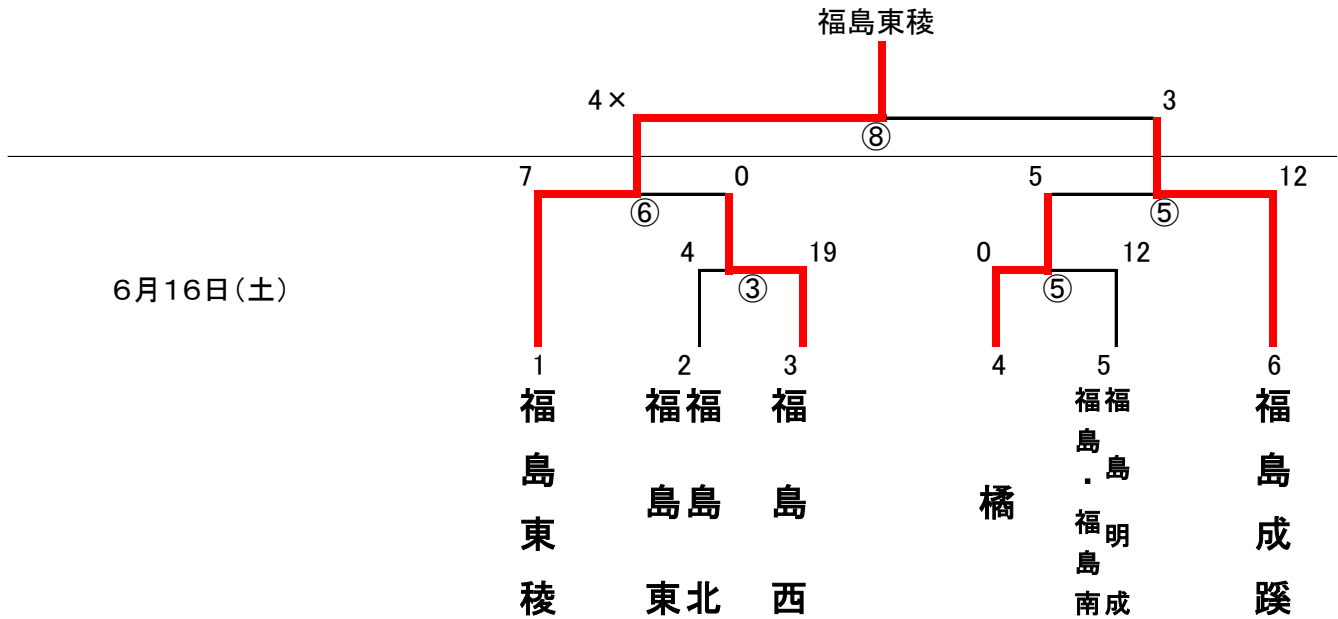 福島東稜
4× 3
⑧
7 0 5 12
⑥ ⑤
4 19 0 12
③ ⑤
6月16日(土)
1 2 3 4 5 6
福島東稜
福島東
福島北
福島西
橘
福島・福島南
福島明成
福島成蹊